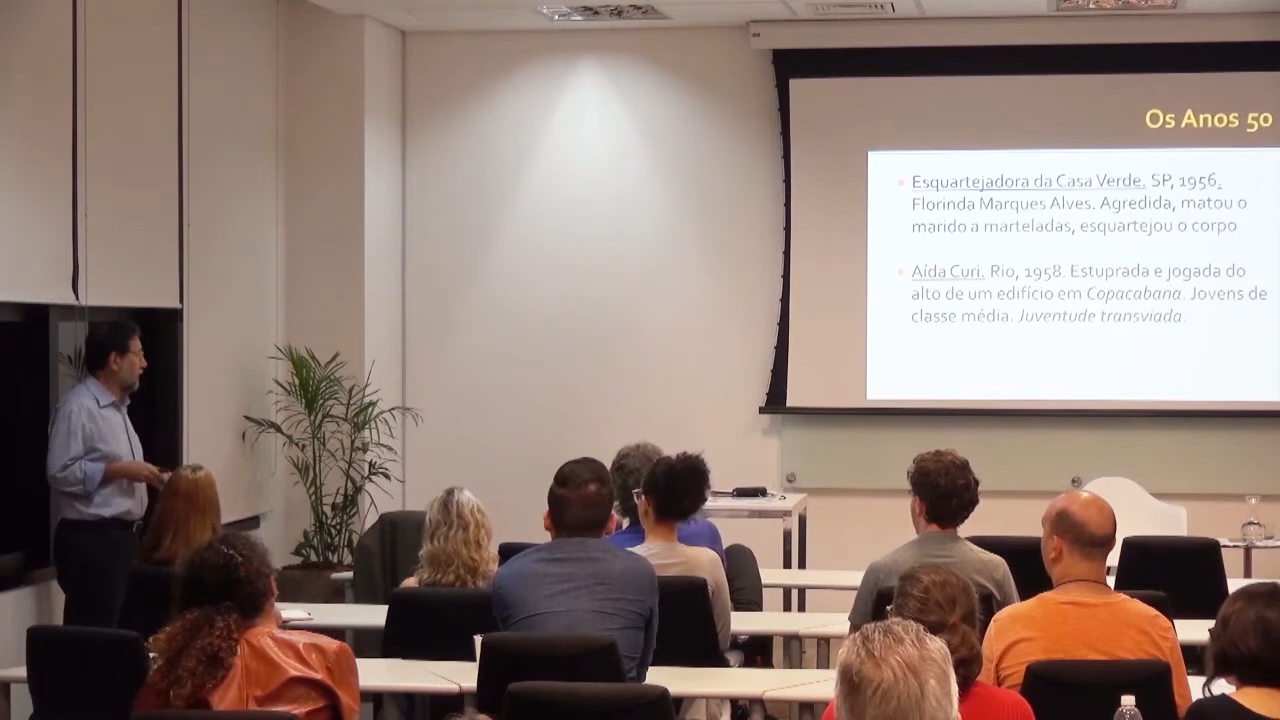 Os Anos 50
Esquartejadora da Casa Verde. SP, 1956.
Florinda Marques Alves. Agredida, matou o
marido a marteladas, esquartejou o corpo
Aída Curi. Rio, 1958. Estuprada e jogada do
alto de um edifício em Copacabana. Jovens de
classe média. Juventude transviada.